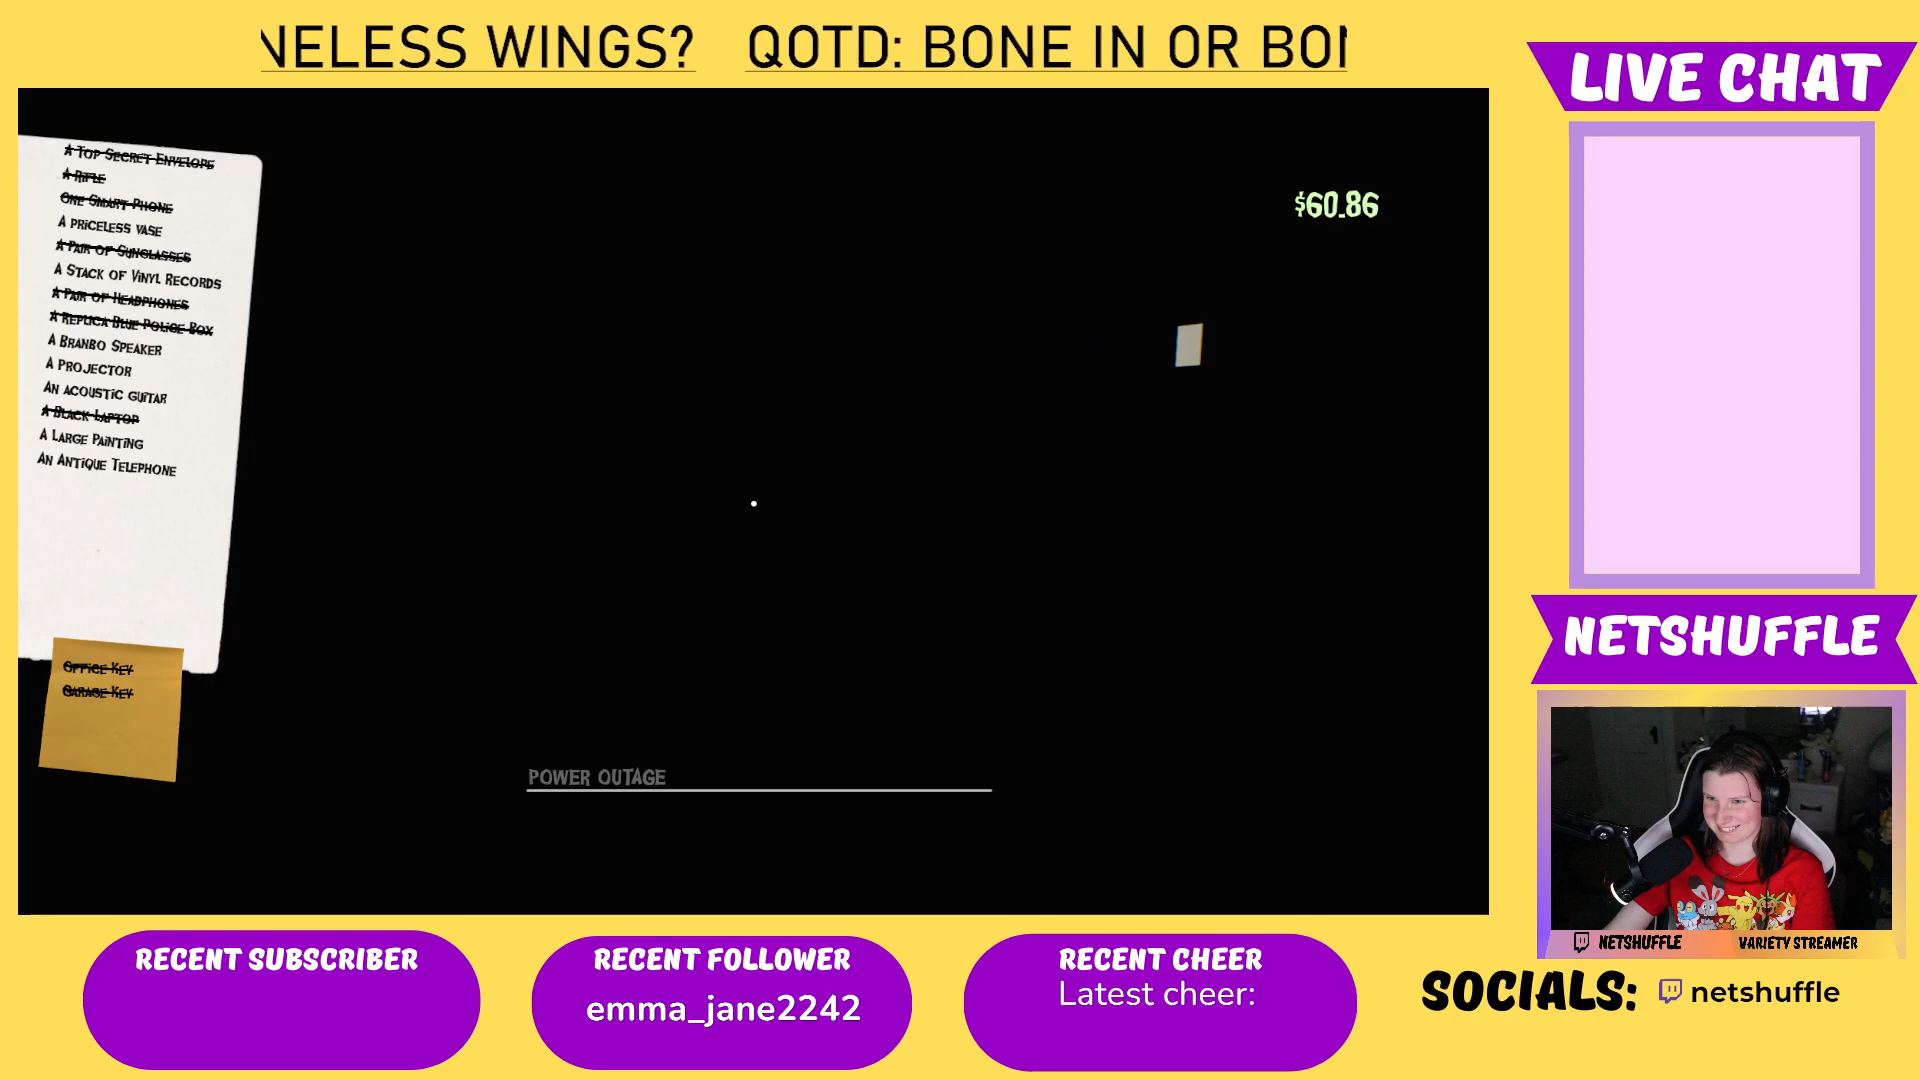 NELESS WINGS? QOTD: BONE IN OR BO
LIVE CHAT
A TOP SECRET ENVELOPE
A RIFLE
ONE SMART PHONE
A PRICELESS VASE
A PAIR OF SUNGLASSES
A STACK OF VINYL RECORDS
A PAIR OF HEADPHONES
A REPLICA BLUE POLICE BOX
A BRANBO SPEAKER
A PROJECTOR
AN ACOUSTIC GUITAR
A BLACK LAPTOP
A LARGE PAINTING
AN ANTIQUE TELEPHONE
$60.86
OFFICE KEY
GARAGE KEY
POWER OUTAGE
NETSHUFFLE
NETSHUFFLE VARIETY STREAMER
RECENT SUBSCRIBER
RECENT FOLLOWER
emma_jane2242
RECENT CHEER
Latest cheer:
SOCIALS: netshuffle